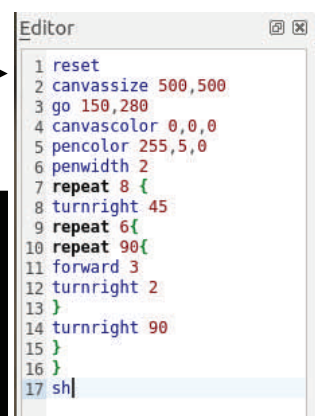 Editor
1 reset
2 canvassize 500,500
3 go 150,280
4 canvascolor 0,0,0
5 pencolor 255,5,0
6 penwidth 2
7 repeat 8 {
8 turnright 45
9 repeat 6{
10 repeat 90{
11 forward 3
12 turnright 2
13 }
14 turnright 90
15 }
16 }
17 sh